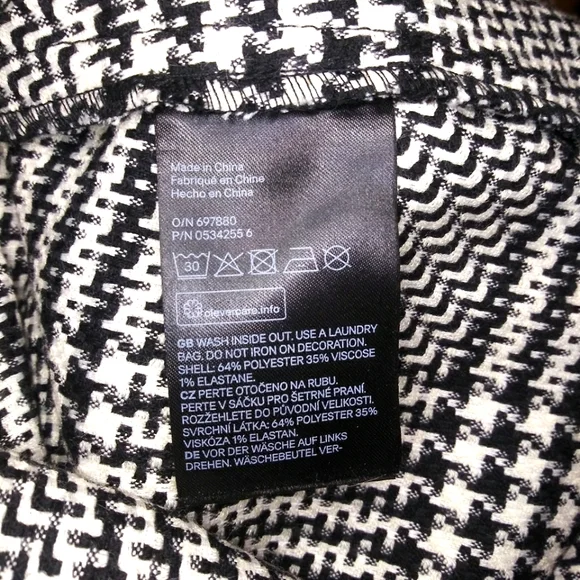 Made in China
Fabriqué en Chine
Hecho en China
O/N 697880
P/N 0534255 6
30
clevercare.info
GB WASH INSIDE OUT. USE A LAUNDRY
BAG. DO NOT IRON ON DECORATION.
SHELL: 64% POLYESTER 35% VISCOSE
1% ELASTANE.
CZ PERTE OTOČENO NA RUBU.
PERTE V SÁČKU PRO ŠETRNÉ PRANÍ.
ROZŽEHLETE DO PŮVODNÍ VELIKOSTI.
SVRCHNÍ LÁTKA: 64% POLYESTER 35%
VISKÓZA 1% ELASTAN.
DE VOR DER WÄSCHE AUF LINKS
DREHEN. WÄSCHEBEUTEL VER-